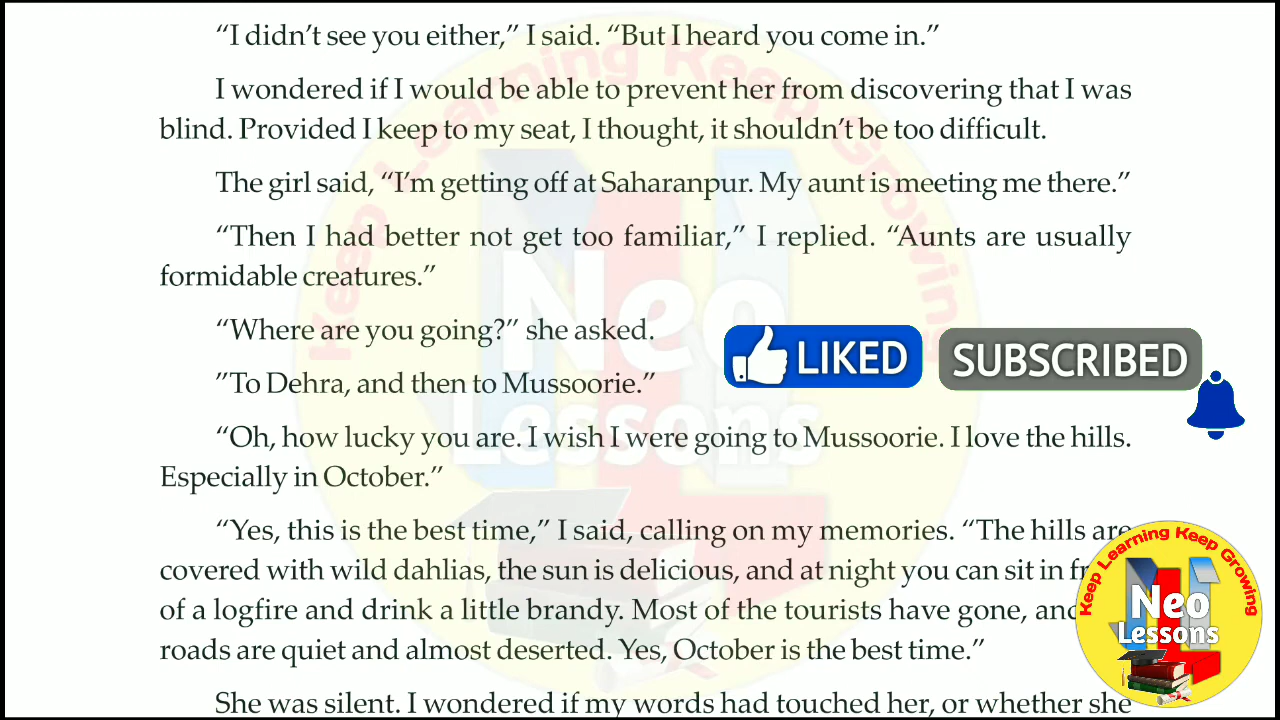 “I didn’t see you either,” I said. “But I heard you come in.”
I wondered if I would be able to prevent her from discovering that I was
blind. Provided I keep to my seat, I thought, it shouldn’t be too difficult.
The girl said, “I’m getting off at Saharanpur. My aunt is meeting me there.”
“Then I had better not get too familiar,” I replied. “Aunts are usually
formidable creatures.”
“Where are you going?” she asked.
”To Dehra, and then to Mussoorie.”
“Oh, how lucky you are. I wish I were going to Mussoorie. I love the hills.
Especially in October.”
“Yes, this is the best time,” I said, calling on my memories. “The hills are
covered with wild dahlias, the sun is delicious, and at night you can sit in
of a logfire and drink a little brandy. Most of the tourists have gone, and
roads are quiet and almost deserted. Yes, October is the best time.”
She was silent. I wondered if my words had touched her, or whether she
LIKED
SUBSCRIBED
Keep Learning Keep Growing
Neo
Lessons
Keep Learning Keep Growing
Neo
Lessons